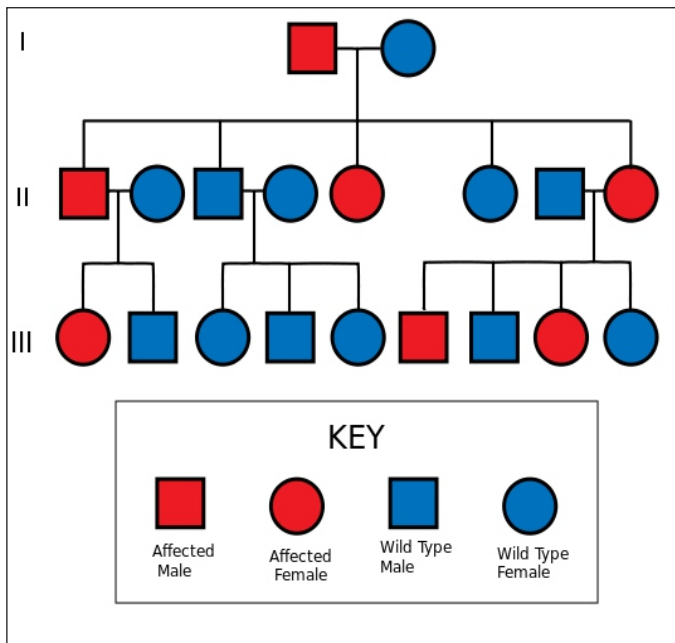 I
II
III
KEY
Affected
Male
Affected
Female
Wild Type
Male
Wild Type
Female